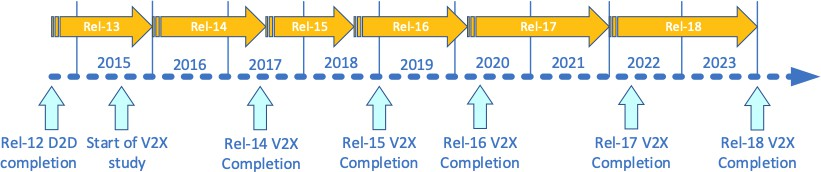 Rel-13 Rel-14 Rel-15 Rel-16 Rel-17 Rel-18
2015 2016 2017 2018 2019 2020 2021 2022 2023
Rel-12 D2D
completion
Start of V2X
study
Rel-14 V2X
Completion
Rel-15 V2X
Completion
Rel-16 V2X
Completion
Rel-17 V2X
Completion
Rel-18 V2X
Completion